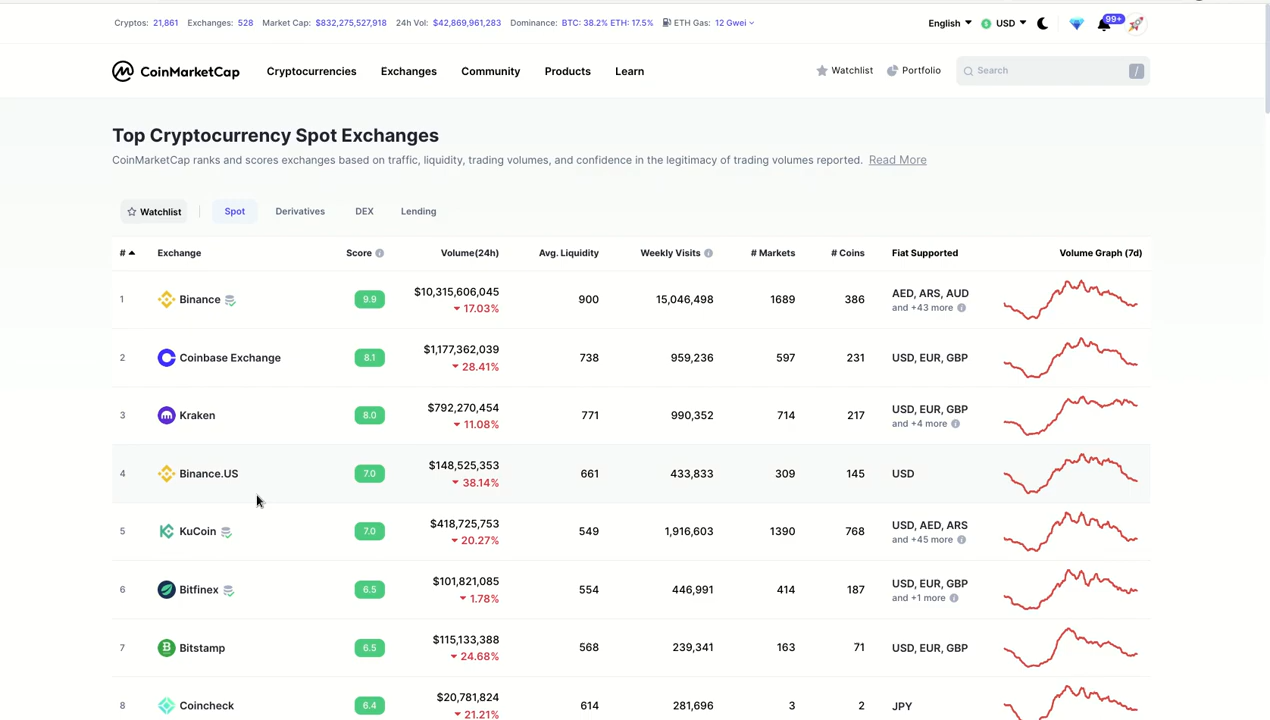 Cryptos: 21,861 Exchanges: 528 Market Cap: $832,275,527,918 24h Vol: $42,869,961,283 Dominance: BTC: 38.2% ETH: 17.5% ETH Gas: 12 Gwei English USD 99+
CoinMarketCap Cryptocurrencies Exchanges Community Products Learn Watchlist Portfolio Search /
Top Cryptocurrency Spot Exchanges
CoinMarketCap ranks and scores exchanges based on traffic, liquidity, trading volumes, and confidence in the legitimacy of trading volumes reported. Read More
Watchlist Spot Derivatives DEX Lending
# Exchange Score Volume(24h) Avg. Liquidity Weekly Visits # Markets # Coins Fiat Supported Volume Graph (7d)
1 Binance 9.9 $10,315,606,045 900 15,046,498 1689 386 AED, ARS, AUD
17.03% and +43 more
2 Coinbase Exchange 8.1 $1,177,362,039 738 959,236 597 231 USD, EUR, GBP
28.41%
3 Kraken 8.0 $792,270,454 771 990,352 714 217 USD, EUR, GBP
11.08% and +4 more
4 Binance.US 7.0 $148,525,353 661 433,833 309 145 USD
38.14%
5 KuCoin 7.0 $418,725,753 549 1,916,603 1390 768 USD, AED, ARS
20.27% and +45 more
6 Bitfinex 6.5 $101,821,085 554 446,991 414 187 USD, EUR, GBP
1.78% and +1 more
7 Bitstamp 6.5 $115,133,388 568 239,341 163 71 USD, EUR, GBP
24.68%
8 Coincheck 6.4 $20,781,824 614 281,696 3 2 JPY
21.21%